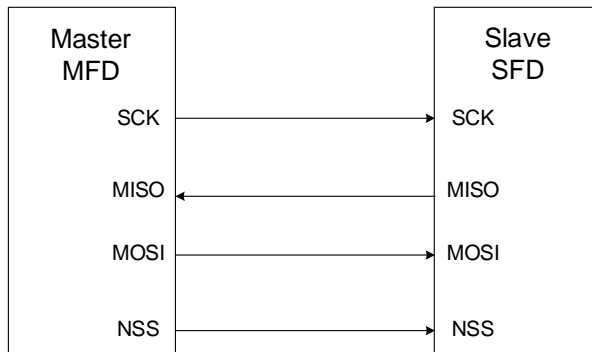 Master
MFD
Slave
SFD
SCK
SCK
MISO
MISO
MOSI
MOSI
NSS
NSS